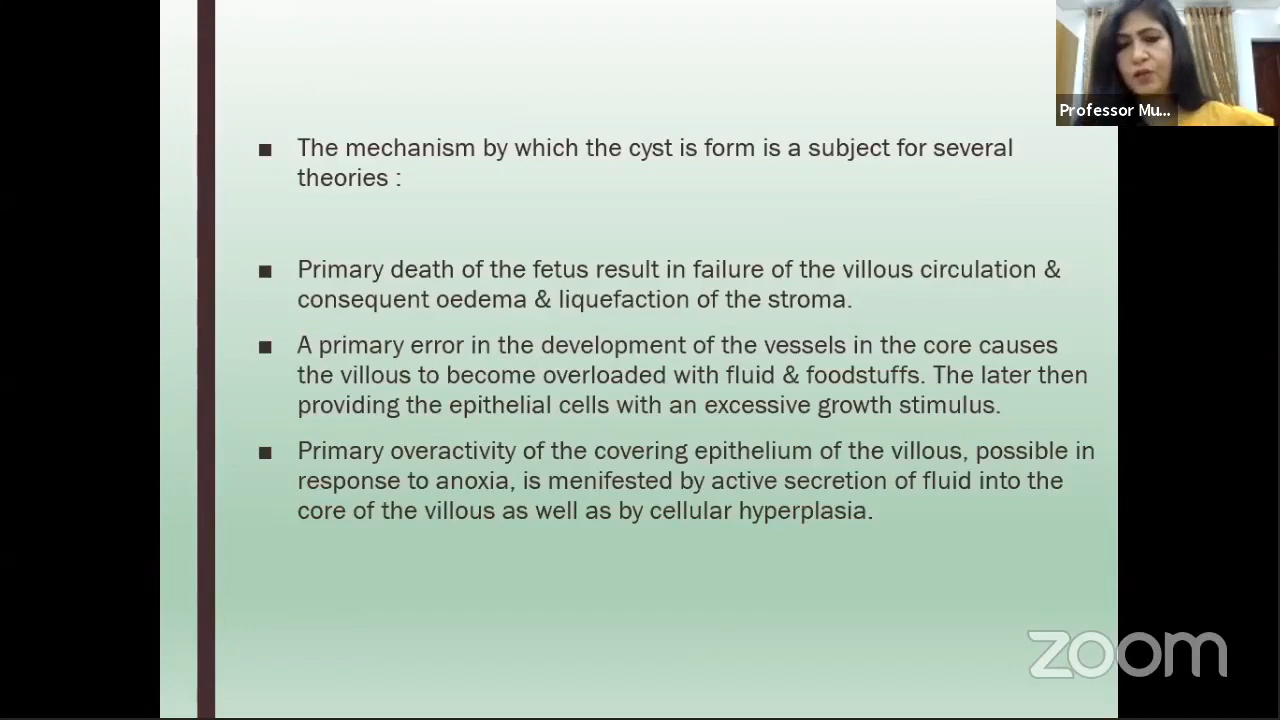 Professor Mu...
■ The mechanism by which the cyst is form is a subject for several
theories :
■ Primary death of the fetus result in failure of the villous circulation &
consequent oedema & liquefaction of the stroma.
■ A primary error in the development of the vessels in the core causes
the villous to become overloaded with fluid & foodstuffs. The later then
providing the epithelial cells with an excessive growth stimulus.
■ Primary overactivity of the covering epithelium of the villous, possible in
response to anoxia, is menifested by active secretion of fluid into the
core of the villous as well as by cellular hyperplasia.
zoom